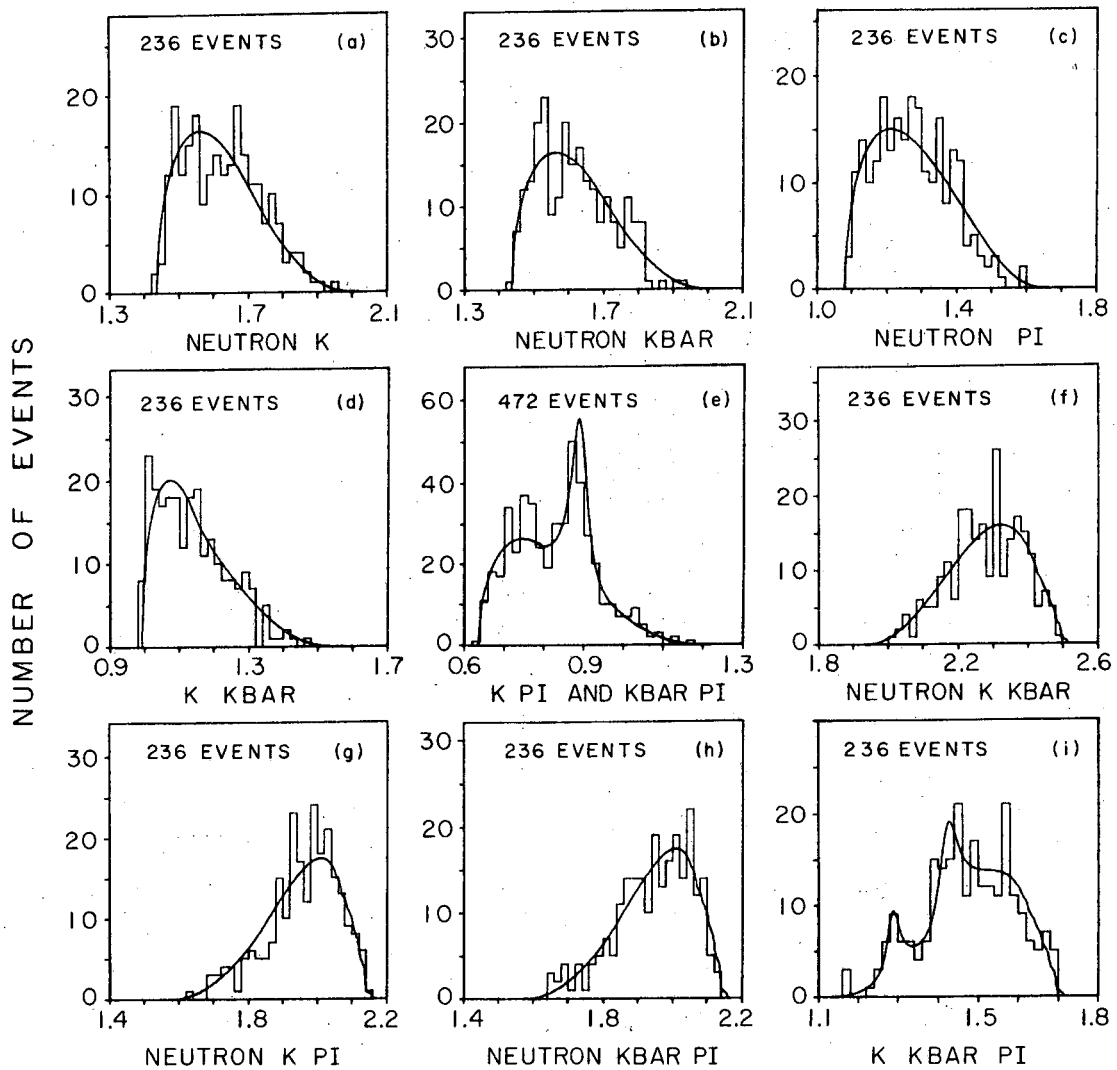 NUMBER OF EVENTS
236 EVENTS (a)
20
10
0
1.3 1.7 2.1
NEUTRON K
236 EVENTS (b)
30
20
10
0
1.3 1.7 2.1
NEUTRON KBAR
236 EVENTS (c)
20
10
0
1.0 1.4 1.8
NEUTRON PI
236 EVENTS (d)
30
20
10
0
0.9 1.3 1.7
K KBAR
472 EVENTS (e)
60
40
20
0
0.6 0.9 1.3
K PI AND KBAR PI
236 EVENTS (f)
30
20
10
0
1.8 2.2 2.6
NEUTRON K KBAR
236 EVENTS (g)
30
20
10
0
1.4 1.8 2.2
NEUTRON K PI
236 EVENTS (h)
30
20
10
0
1.4 1.8 2.2
NEUTRON KBAR PI
236 EVENTS (i)
20
10
0
1.1 1.5 1.8
K KBAR PI